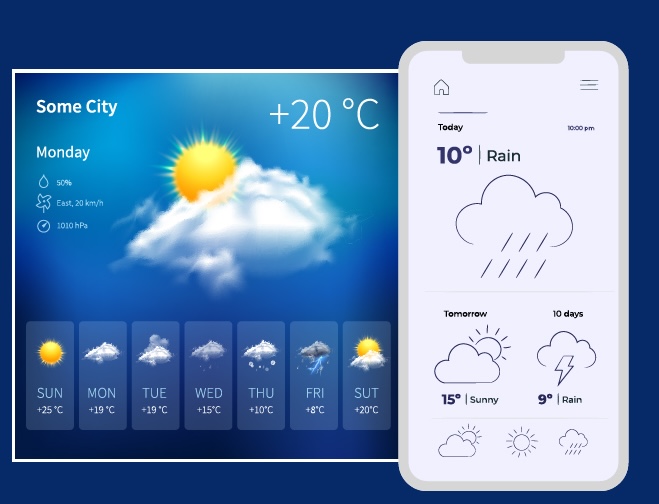 Some City
+20 °C
Monday
50%
East, 20 km/h
1010 hPa
SUN
+25 °C
MON
+19 °C
TUE
+19 °C
WED
+15°C
THU
+10°C
FRI
+8°C
SUT
+20°C
Today
10:00 pm
10° | Rain
Tomorrow
15° | Sunny
10 days
9° | Rain